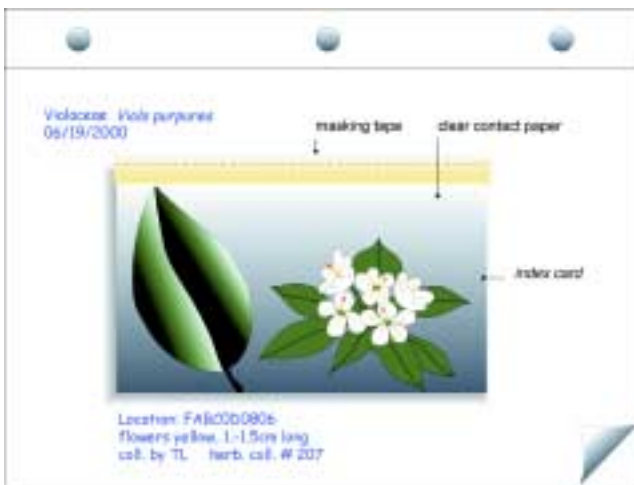 Violaceae Viola purpurea
06/19/2000
masking tape
clear contact paper
index card
Location: FABC0D0806
flowers yellow, 1-1.5cm long
coll. by TL herb. coll. # 207